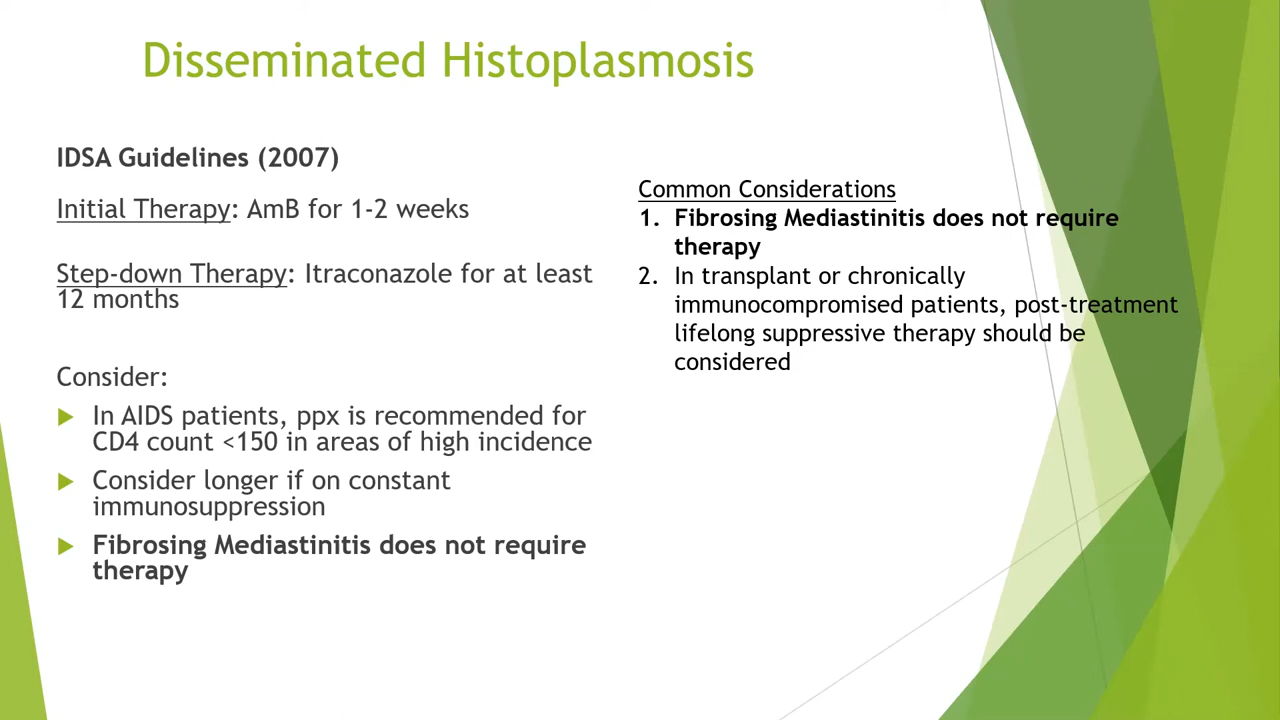 Disseminated Histoplasmosis
IDSA Guidelines (2007)
Initial Therapy: AmB for 1-2 weeks
Step-down Therapy: Itraconazole for at least
12 months
Consider:
In AIDS patients, ppx is recommended for
CD4 count <150 in areas of high incidence
Consider longer if on constant
immunosuppression
Fibrosing Mediastinitis does not require
therapy
Common Considerations
1. Fibrosing Mediastinitis does not require
therapy
2. In transplant or chronically
immunocompromised patients, post-treatment
lifelong suppressive therapy should be
considered